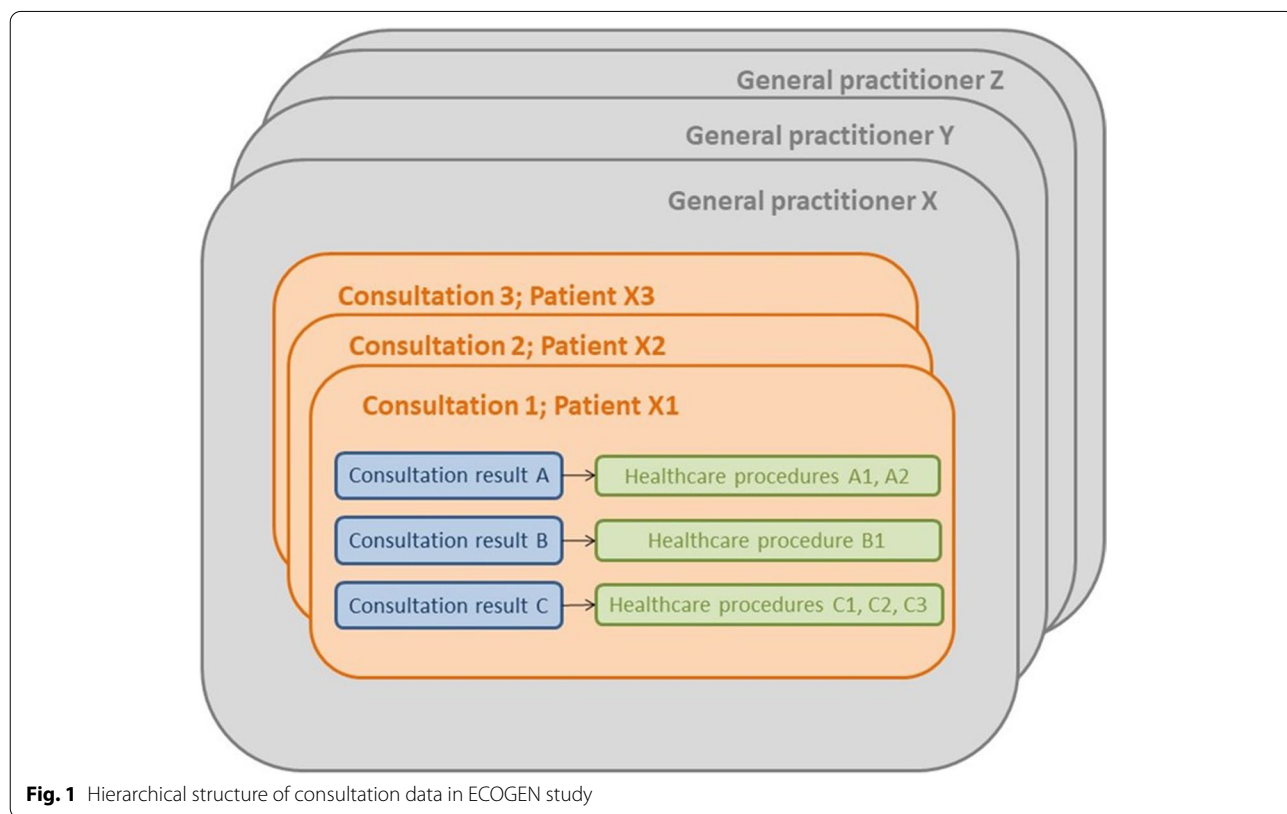 General practitioner Z
General practitioner Y
General practitioner X
Consultation 3; Patient X3
Consultation 2; Patient X2
Consultation 1; Patient X1
Consultation result A
Healthcare procedures A1, A2
Consultation result B
Healthcare procedure B1
Consultation result C
Healthcare procedures C1, C2, C3
Fig. 1 Hierarchical structure of consultation data in ECOGEN study